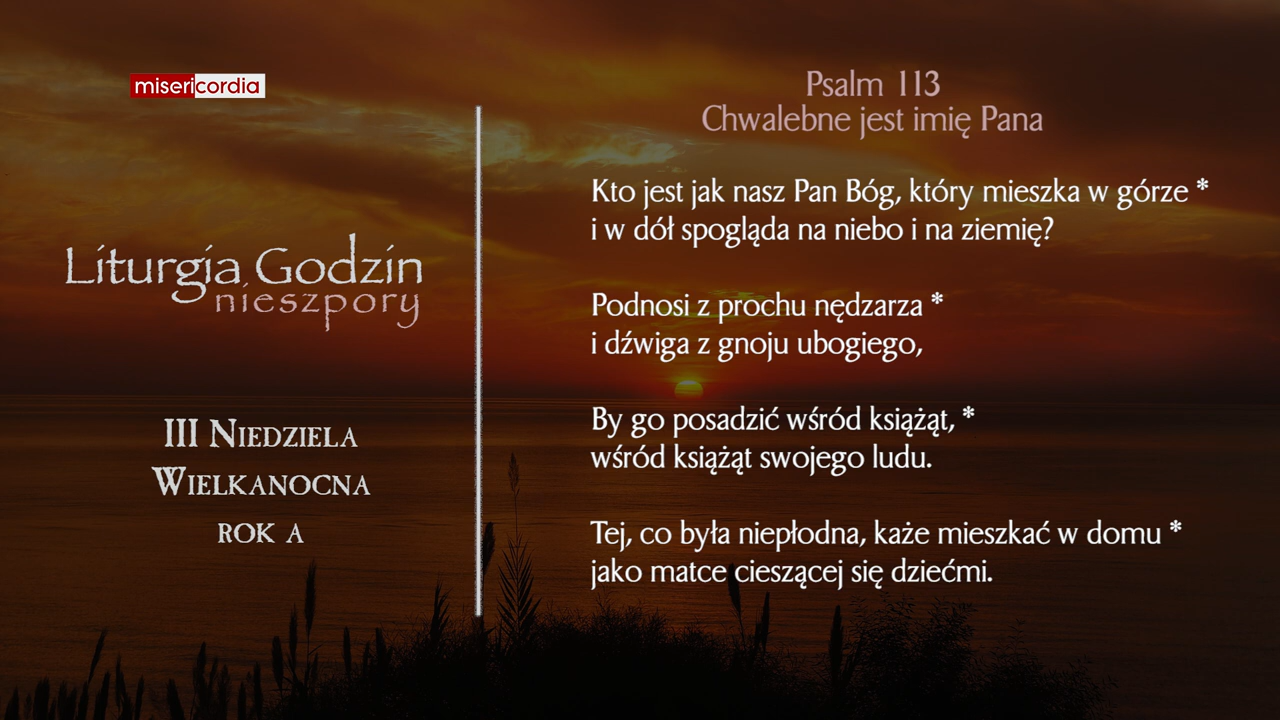 misericordia
Liturgia Godzin
nieszpory
III Niedziela
Wielkanocna
rok A
Psalm 113
Chwalebne jest imię Pana
Kto jest jak nasz Pan Bóg, który mieszka w górze *
i w dół spogląda na niebo i na ziemię?
Podnosi z prochu nędzarza *
i dźwiga z gnoju ubogiego,
By go posadzić wśród książąt, *
wśród książąt swojego ludu.
Tej, co była niepłodna, każe mieszkać w domu *
jako matce cieszącej się dziećmi.